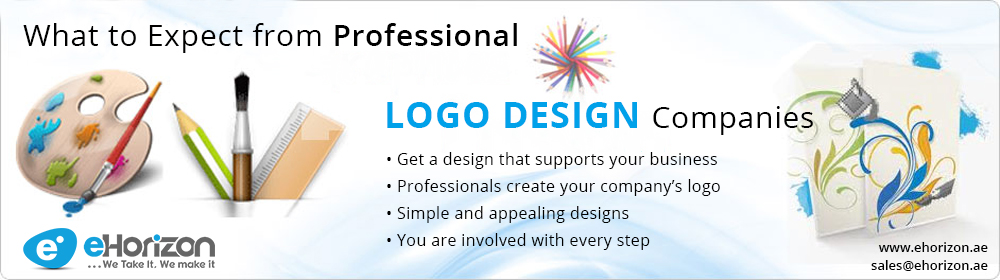 What to Expect from Professional
LOGO DESIGN Companies
• Get a design that supports your business
• Professionals create your company's logo
• Simple and appealing designs
• You are involved with every step
e eHorizon
...We Take It. We make it
www.ehorizon.ae
sales@ehorizon.ae